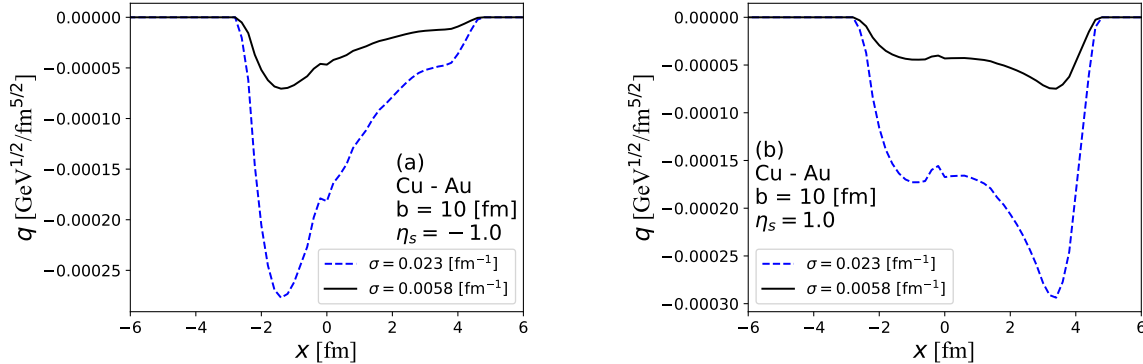 0.00000
−0.00005
−0.00010
−0.00015
−0.00020
−0.00025
q [GeV^{1/2}/fm^{5/2}]
(a)
Cu - Au
b = 10 [fm]
η_s = −1.0
σ = 0.023 [fm^{−1}]
σ = 0.0058 [fm^{−1}]
−6 −4 −2 0 2 4 6
x [fm]
0.00000
−0.00005
−0.00010
−0.00015
−0.00020
−0.00025
−0.00030
q [GeV^{1/2}/fm^{5/2}]
(b)
Cu - Au
b = 10 [fm]
η_s = 1.0
σ = 0.023 [fm^{−1}]
σ = 0.0058 [fm^{−1}]
−6 −4 −2 0 2 4 6
x [fm]